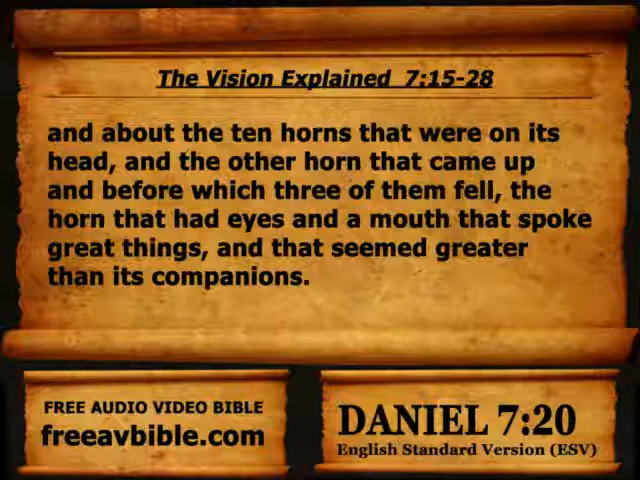 The Vision Explained 7:15-28
and about the ten horns that were on its
head, and the other horn that came up
and before which three of them fell, the
horn that had eyes and a mouth that spoke
great things, and that seemed greater
than its companions.
FREE AUDIO VIDEO BIBLE
freeavbible.com
DANIEL 7:20
English Standard Version (ESV)